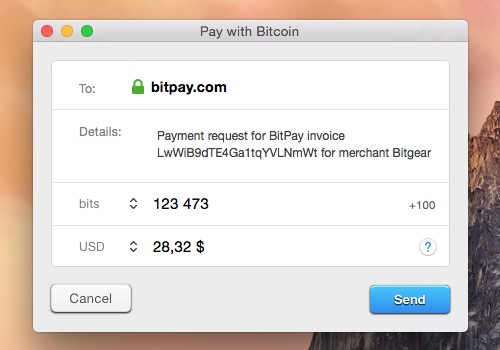 Pay with Bitcoin
To: bitpay.com
Details: Payment request for BitPay invoice
LwWiB9dTE4Ga1tqYVLNmWt for merchant Bitgear
bits 123 473 +100
USD 28,32 $ ?
Cancel Send